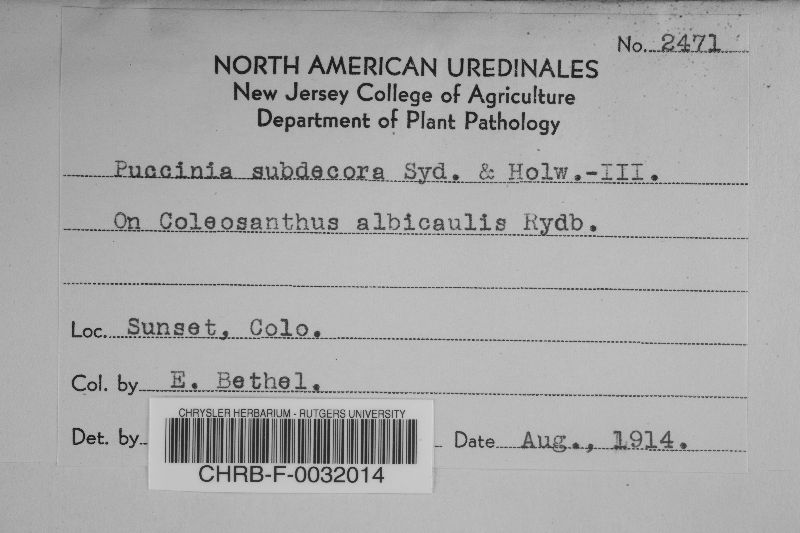 No. 2471
NORTH AMERICAN UREDINALES
New Jersey College of Agriculture
Department of Plant Pathology
Puccinia subdecora Syd. & Holw.-III.
On Coleosanthus albicaulis Rydb.
Loc. Sunset, Colo.
Col. by E. Bethel.
Det. by Date Aug., 1914.
CHRYSLER HERBARIUM - RUTGERS UNIVERSITY
CHRB-F-0032014